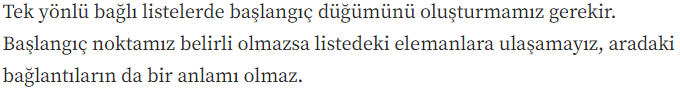 Tek yönlü bağlı listelerde başlangıç düğümünü oluşturmamız gerekir.
Başlangıç noktamız belirli olmazsa listedeki elemanlara ulaşamayız, aradaki
bağlantıların da bir anlamı olmaz.